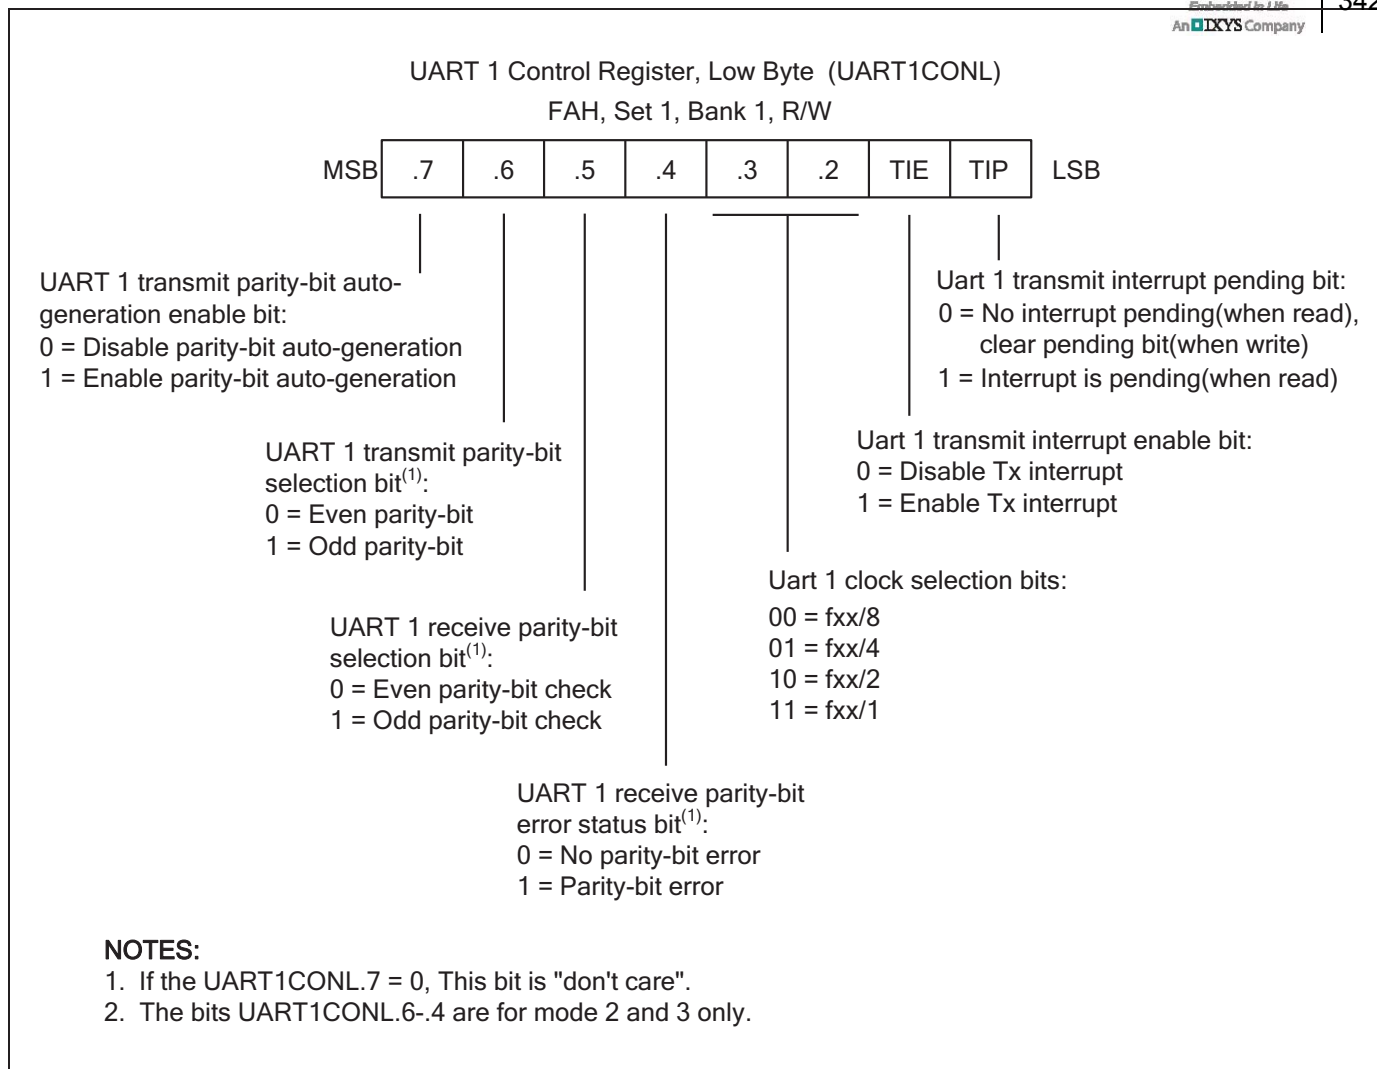 Embedded in Life
An IXYS Company
342
UART 1 Control Register, Low Byte (UART1CONL)
FAH, Set 1, Bank 1, R/W
MSB .7 .6 .5 .4 .3 .2 TIE TIP LSB
UART 1 transmit parity-bit auto-
generation enable bit:
0 = Disable parity-bit auto-generation
1 = Enable parity-bit auto-generation
Uart 1 transmit interrupt pending bit:
0 = No interrupt pending(when read),
clear pending bit(when write)
1 = Interrupt is pending(when read)
UART 1 transmit parity-bit
selection bit(1):
0 = Even parity-bit
1 = Odd parity-bit
Uart 1 transmit interrupt enable bit:
0 = Disable Tx interrupt
1 = Enable Tx interrupt
UART 1 receive parity-bit
selection bit(1):
0 = Even parity-bit check
1 = Odd parity-bit check
Uart 1 clock selection bits:
00 = fxx/8
01 = fxx/4
10 = fxx/2
11 = fxx/1
UART 1 receive parity-bit
error status bit(1):
0 = No parity-bit error
1 = Parity-bit error
NOTES:
1. If the UART1CONL.7 = 0, This bit is "don't care".
2. The bits UART1CONL.6-.4 are for mode 2 and 3 only.